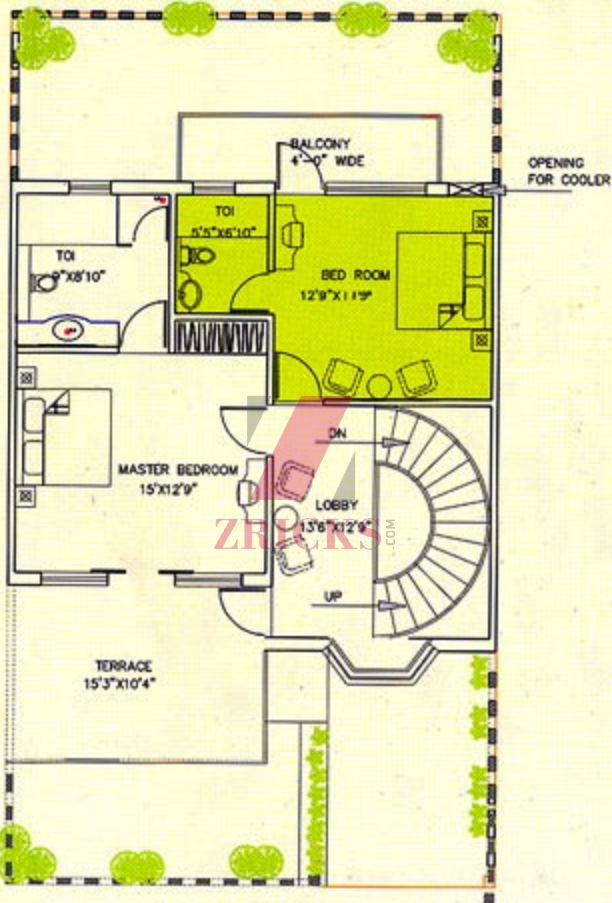 BALCONY
4'-0" WIDE
OPENING
FOR COOLER
TOI
5'5"X6'10"
TOI
9"X8'10"
BED ROOM
12'9"X11'9"
MASTER BEDROOM
15'X12'9"
DN
LOBBY
13'6"X12'9"
ZRICKS.COM
UP
TERRACE
15'3"X10'4"